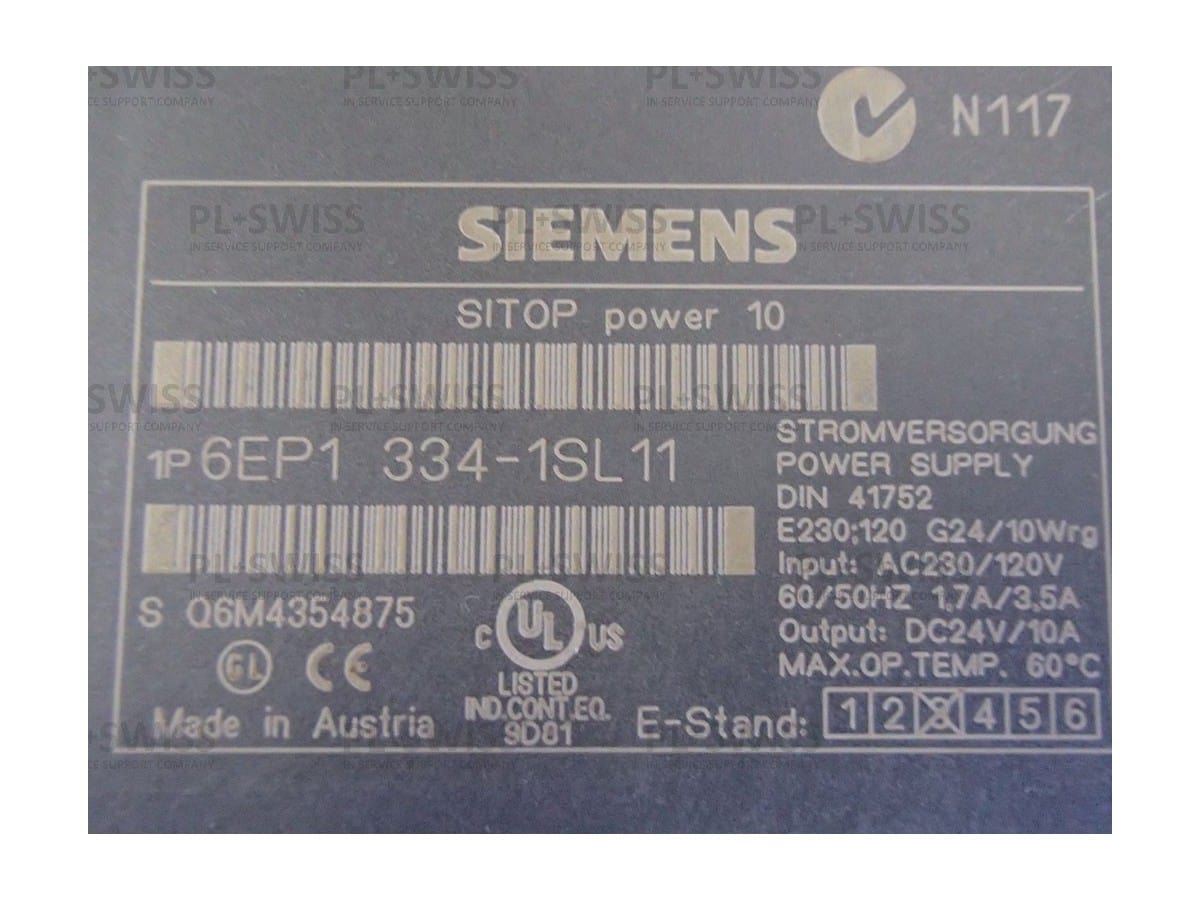 N117
SIEMENS
SITOP power 10
1P 6EP1 334-1SL11
STROMVERSORGUNG
POWER SUPPLY
DIN 41752
E230;120 G24/10Wrg
Input: AC230/120V
60/50HZ 1,7A/3,5A
Output: DC24V/10A
MAX.OP.TEMP. 60°C
S Q6M4354875
C UL US
LISTED
IND.CONT.EQ.
9D81
GL CE
Made in Austria
E-Stand: 1 2 3 4 5 6
PL+SWISS
IN SERVICE SUPPORT COMPANY